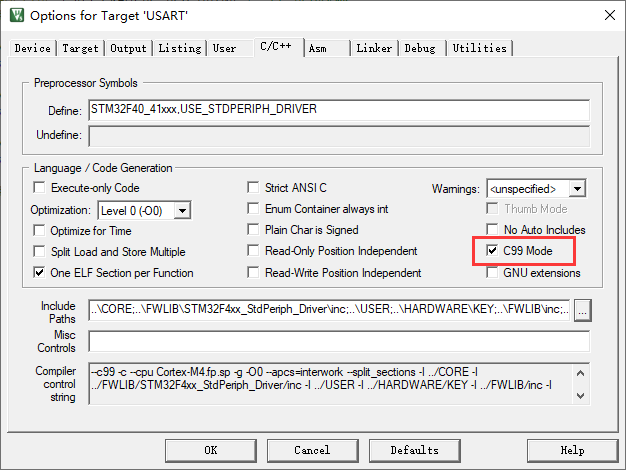 Options for Target 'USART'
Device Target Output Listing User C/C++ Asm Linker Debug Utilities
Preprocessor Symbols
Define: STM32F40_41xxx,USE_STDPERIPH_DRIVER
Undefine:
Language / Code Generation
Execute-only Code Strict ANSI C Warnings: <unspecified>
Optimization: Level 0 (-O0) Enum Container always int Thumb Mode
Optimize for Time Plain Char is Signed No Auto Includes
Split Load and Store Multiple Read-Only Position Independent C99 Mode
One ELF Section per Function Read-Write Position Independent GNU extensions
Include Paths ..\CORE;..\FWLIB\STM32F4xx_StdPeriph_Driver\inc;..\USER;..\HARDWARE\KEY;..\FWLIB\inc;.. ...
Misc Controls
Compiler control string --c99 -c --cpu Cortex-M4.fp.sp -g -O0 --apcs=interwork --split_sections -I ../CORE -I
../FWLIB/STM32F4xx_StdPeriph_Driver/inc -I ../USER -I ../HARDWARE/KEY -I ../FWLIB/inc -I
OK Cancel Defaults Help